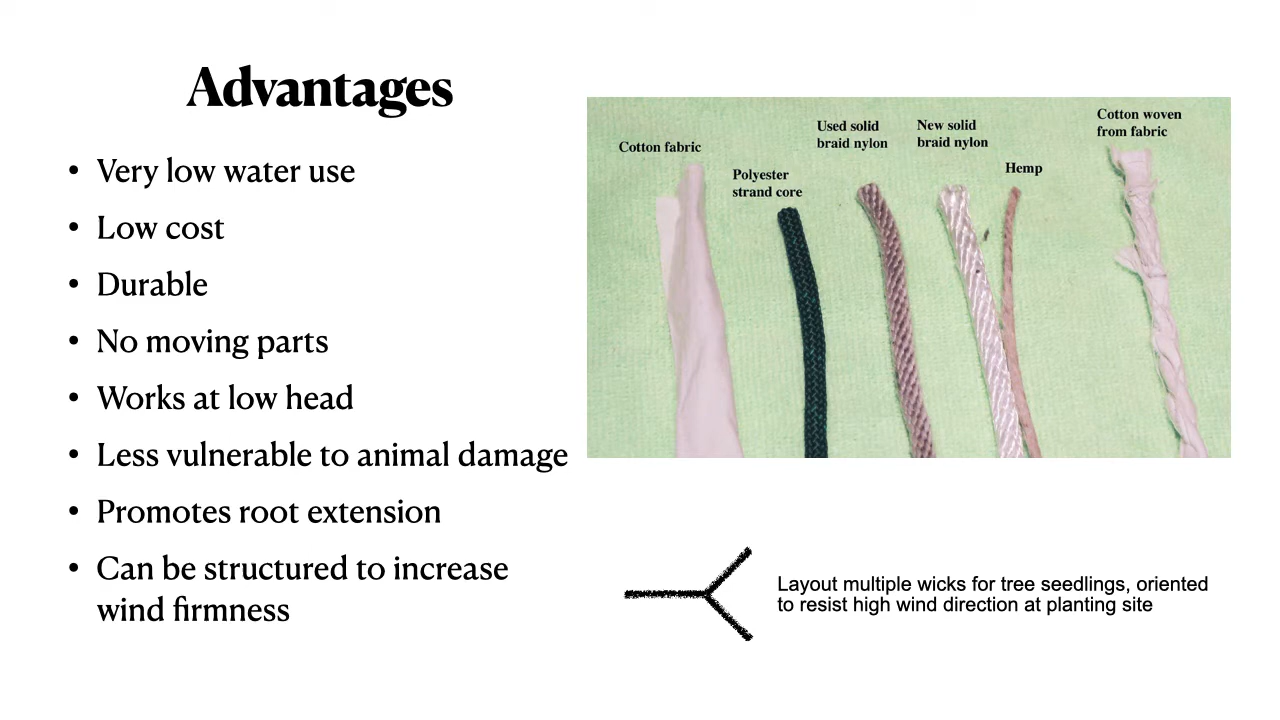 Advantages
• Very low water use
• Low cost
• Durable
• No moving parts
• Works at low head
• Less vulnerable to animal damage
• Promotes root extension
• Can be structured to increase
wind firmness
Cotton fabric
Polyester
strand core
Used solid
braid nylon
New solid
braid nylon
Hemp
Cotton woven
from fabric
Layout multiple wicks for tree seedlings, oriented
to resist high wind direction at planting site